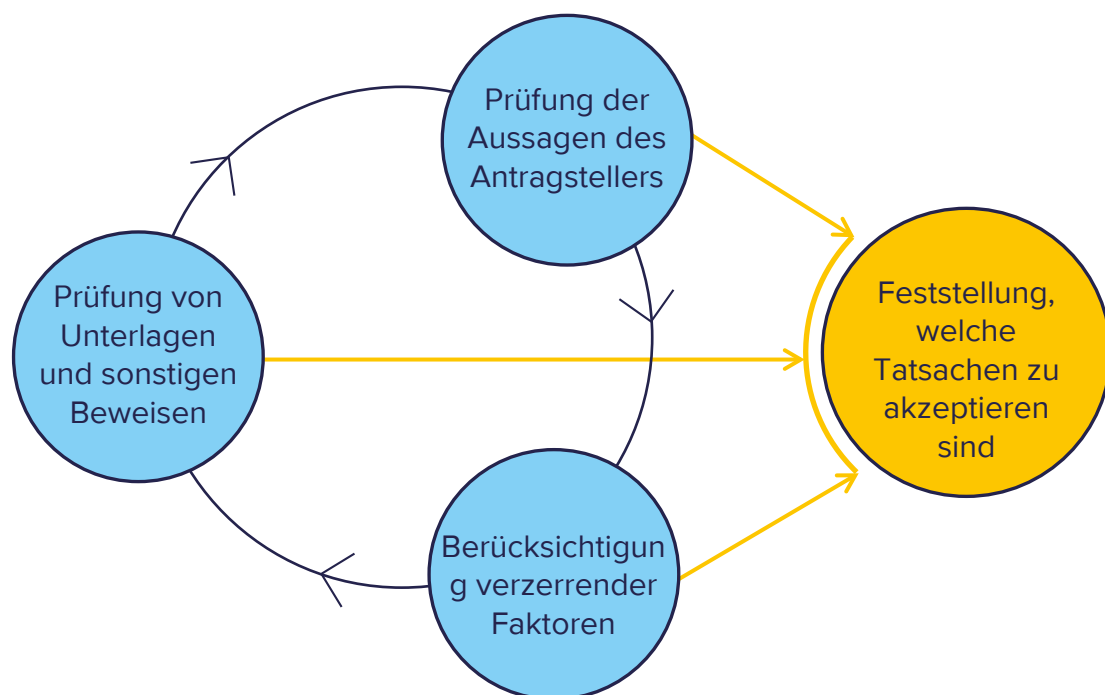 Prüfung der
Aussagen des
Antragstellers
Prüfung von
Unterlagen
und sonstigen
Beweisen
Feststellung,
welche
Tatsachen zu
akzeptieren
sind
Berücksichtigun
g verzerrender
Faktoren